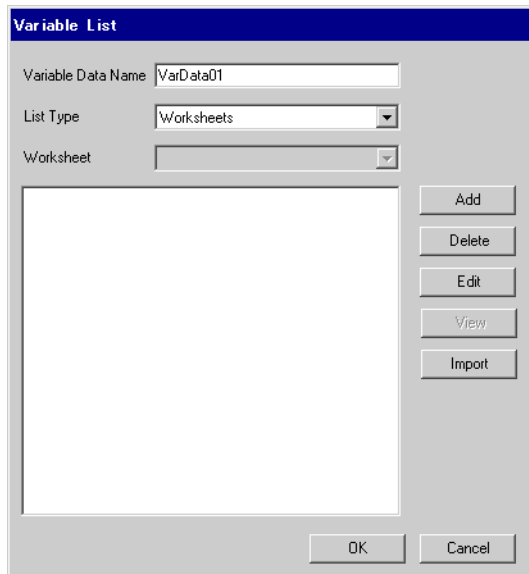 Variable List
Variable Data Name VarData01
List Type Worksheets
Worksheet
Add
Delete
Edit
View
Import
OK Cancel